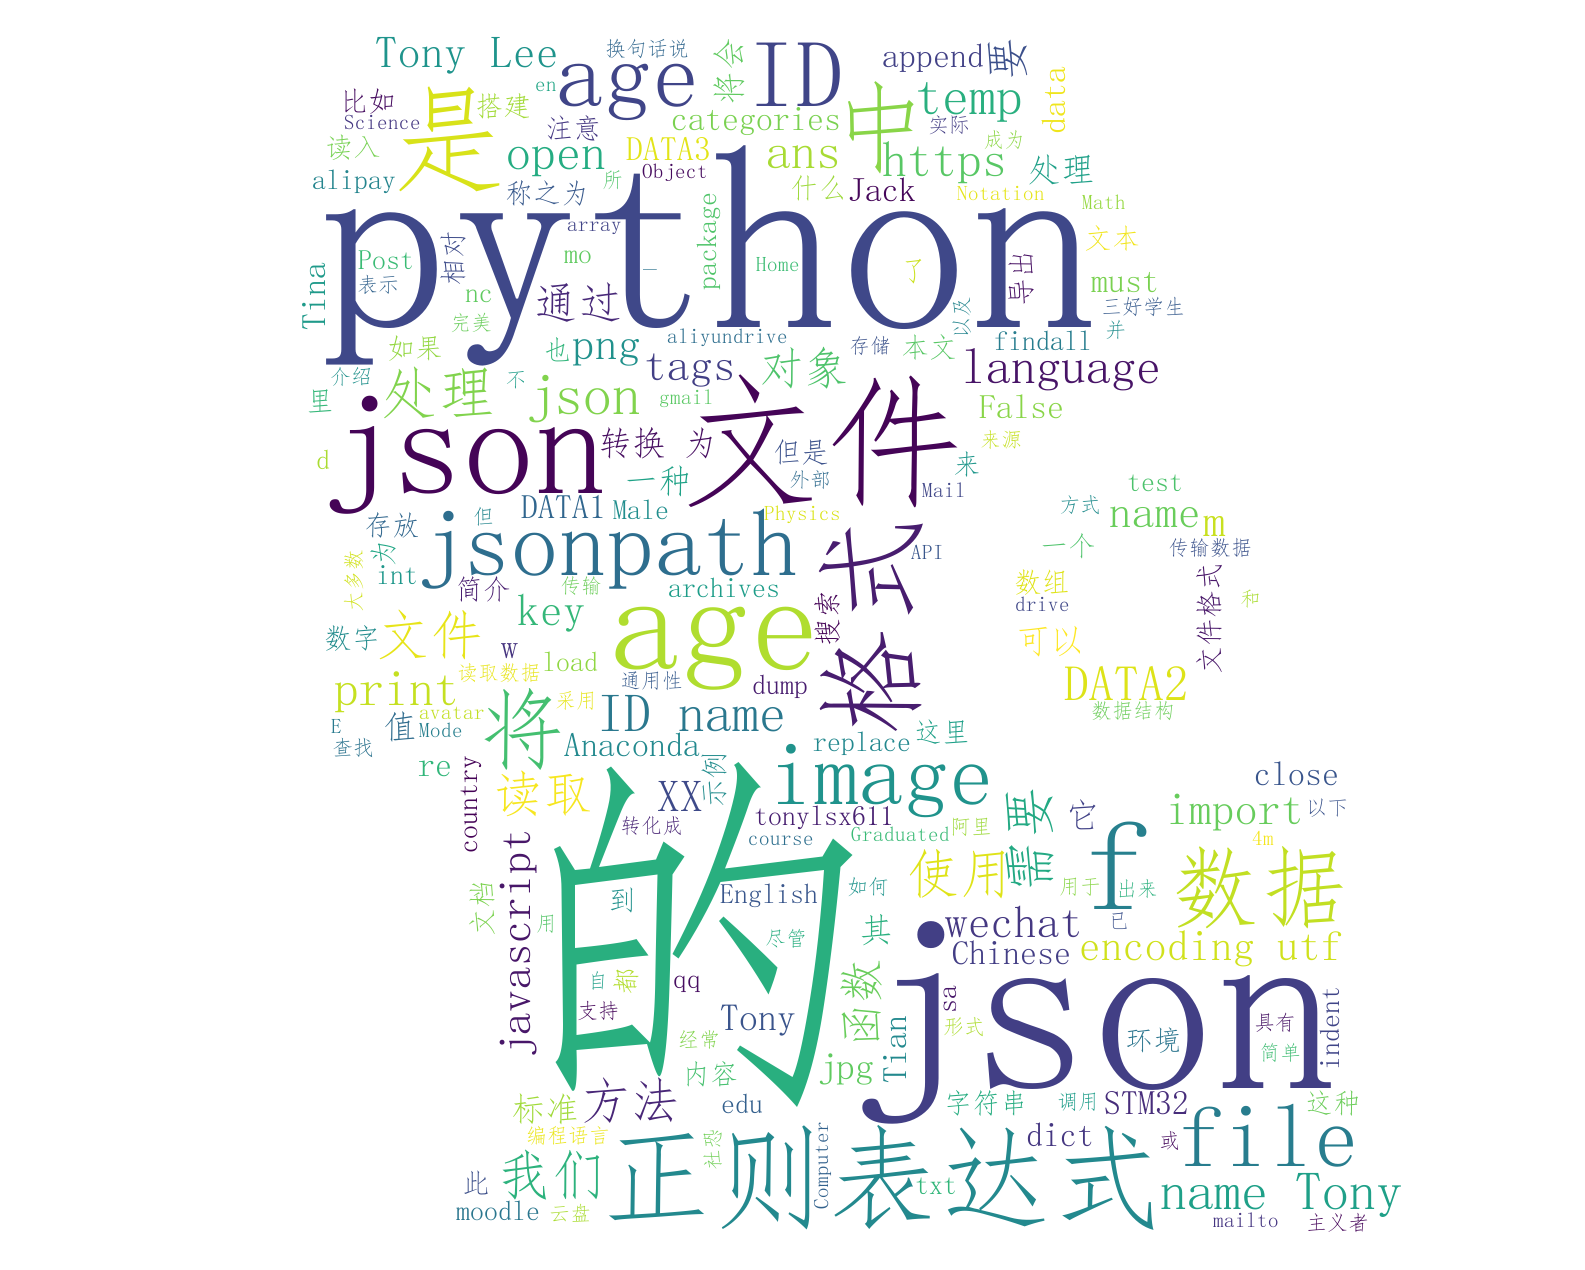 Tony Lee
换句话说
将会
age ID
append
要
en
比如
搭建
是
temp
data
Science
注意
categories
中
实际
读入
open
DATA3
ans
https
成为
处理
alipay
称之为
所
Object
什么
Jack
Notation
Math
python
array
package
相对
文本
Post
mo
_
Home
了
导出
Tina
表示
nc
通过
must
三好学生
完美
以及
并
如果
也
png
aliyundrive
存储
本文
findall
介绍
处理
不
json
tags
对象
language
里
gmail
False
json 文件
转换 为
但是
来源
d
一种
外部
来
Mail
test
存放
但
DATA1
Male
Physics
方式
name
m
为
jsonpath
格式
API
一个
传输数据
大多数
int
简介
传输
archives
数组
文件格式
和
key
age
搜索
drive
数字
文件
w
load
可以
读取数据
通用性
dump
print
采用
DATA2
avatar
将
ID name
数据结构
E
值
Mode
查找
Anaconda
replace
这里
re
示例
image
close
country
读取
XX
tonylsx611
需要
它
import
以下
转化成
course
Graduated
阿里
f
4m
javascript
的
使用
数据
文档
到
English
如何
用于
出来
用
尽管
其
wechat
已
Chinese
encoding utf
自
都
qq
函数
json
支持
sa
Tony
Tian
形式
环境
具有
indent
经常
简单
内容
jpg
标准
方法
edu
字符串
调用
STM32
这种
编程语言
社恐
Computer
正则表达式
dict
或
file
此
我们
txt
name Tony
moodle
云盘
mailto
主义者